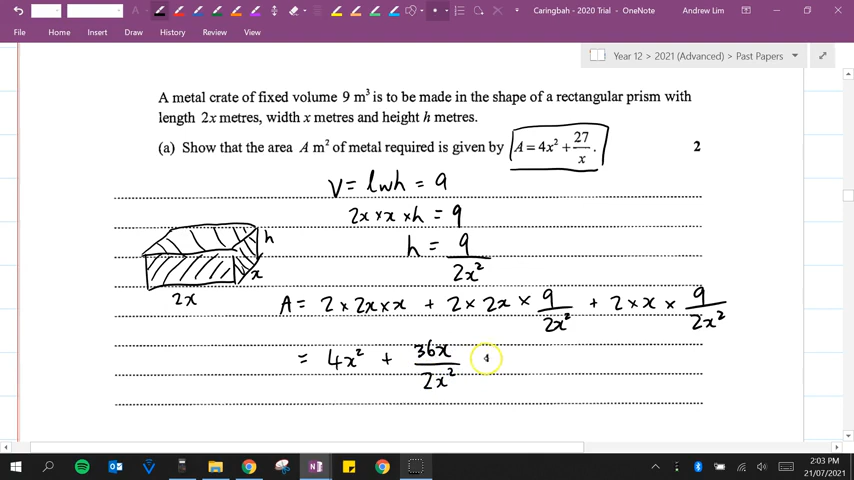 Caringbah - 2020 Trial - OneNote
Andrew Lim
File Home Insert Draw History Review View
Year 12 > 2021 (Advanced) > Past Papers
A metal crate of fixed volume 9 m³ is to be made in the shape of a rectangular prism with
length 2x metres, width x metres and height h metres.
(a) Show that the area A m² of metal required is given by A = 4x² + 27/x. 2
V = lwh = 9
2x × x × h = 9
h = 9/2x²
h
x
2x
A = 2 × 2x × x + 2 × 2x × 9/2x² + 2 × x × 9/2x²
= 4x² + 36x/2x²
2:03 PM
21/07/2021